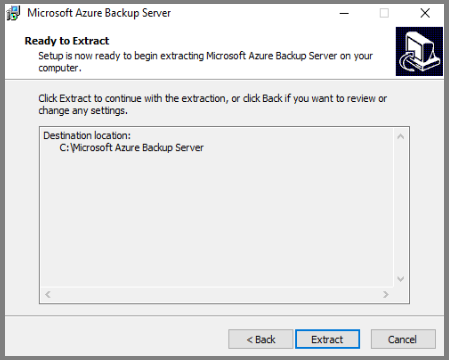 Microsoft Azure Backup Server
Ready to Extract
Setup is now ready to begin extracting Microsoft Azure Backup Server on your
computer.
Click Extract to continue with the extraction, or click Back if you want to review or
change any settings.
Destination location:
C:\Microsoft Azure Backup Server
< Back
Extract
Cancel